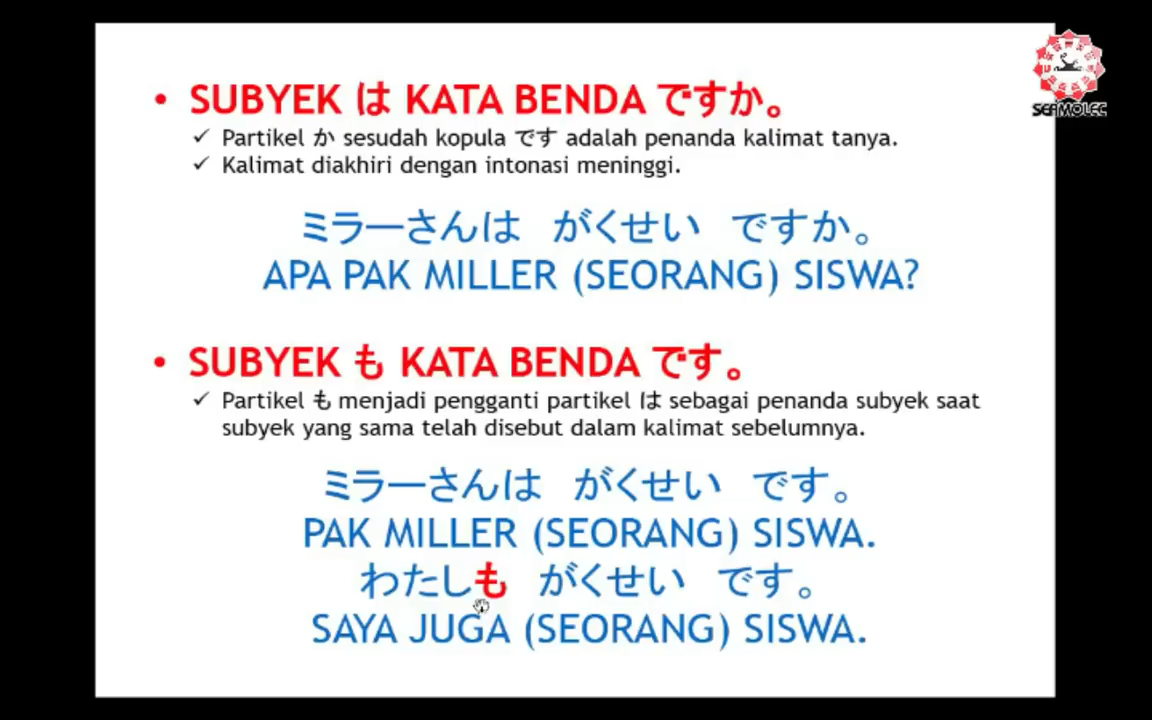 SEAMOLEC
• SUBYEK は KATA BENDA ですか。
✓ Partikel か sesudah kopula です adalah penanda kalimat tanya.
✓ Kalimat diakhiri dengan intonasi meninggi.
ミラーさんは　がくせい　ですか。
APA PAK MILLER (SEORANG) SISWA?
• SUBYEK も KATA BENDA です。
✓ Partikel も menjadi pengganti partikel は sebagai penanda subyek saat
subyek yang sama telah disebut dalam kalimat sebelumnya.
ミラーさんは　がくせい　です。
PAK MILLER (SEORANG) SISWA.
わたしも　がくせい　です。
SAYA JUGA (SEORANG) SISWA.